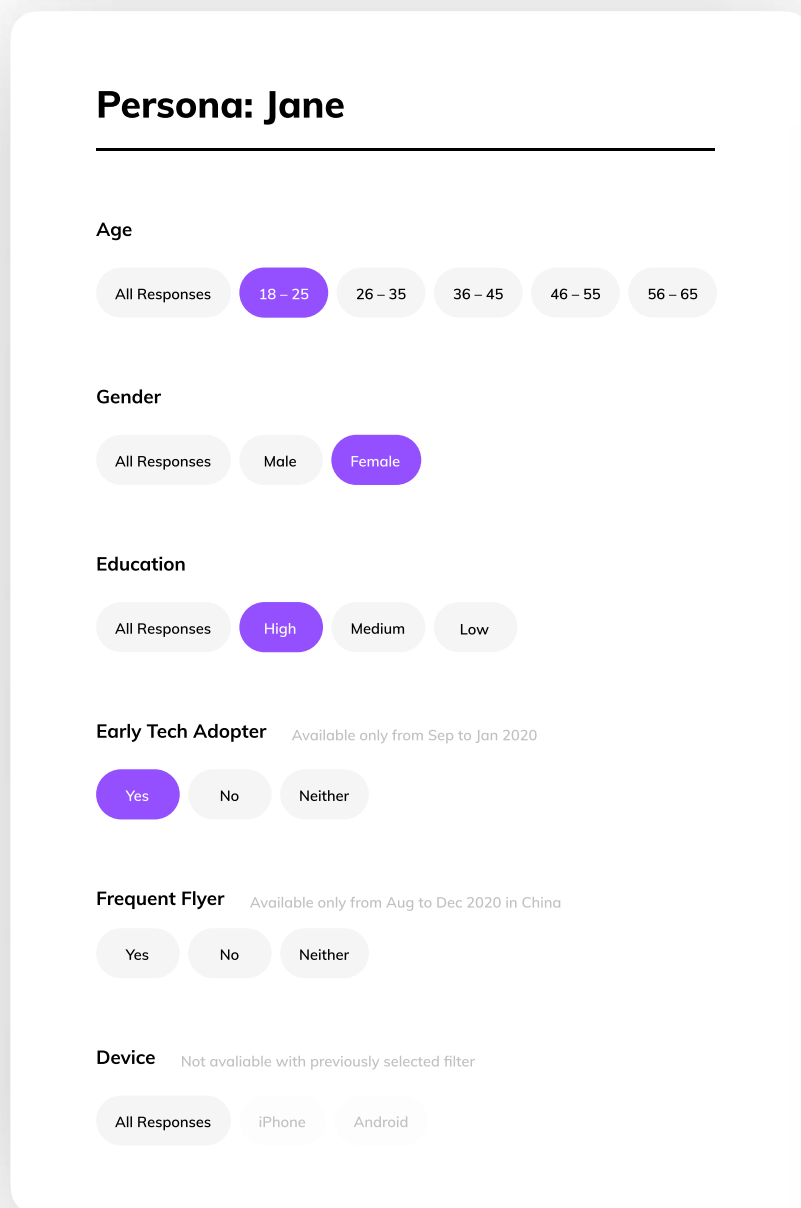 Persona: Jane
Age
All Responses 18 – 25 26 – 35 36 – 45 46 – 55 56 – 65
Gender
All Responses Male Female
Education
All Responses High Medium Low
Early Tech Adopter Available only from Sep to Jan 2020
Yes No Neither
Frequent Flyer Available only from Aug to Dec 2020 in China
Yes No Neither
Device Not avaliable with previously selected filter
All Responses iPhone Android